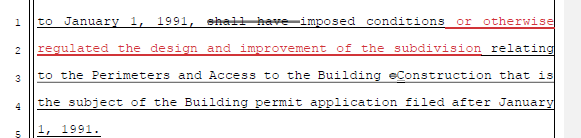 1 to January 1, 1991, shall have imposed conditions or otherwise
2 regulated the design and improvement of the subdivision relating
3 to the Perimeters and Access to the Building cConstruction that is
4 the subject of the Building permit application filed after January
5 1, 1991.